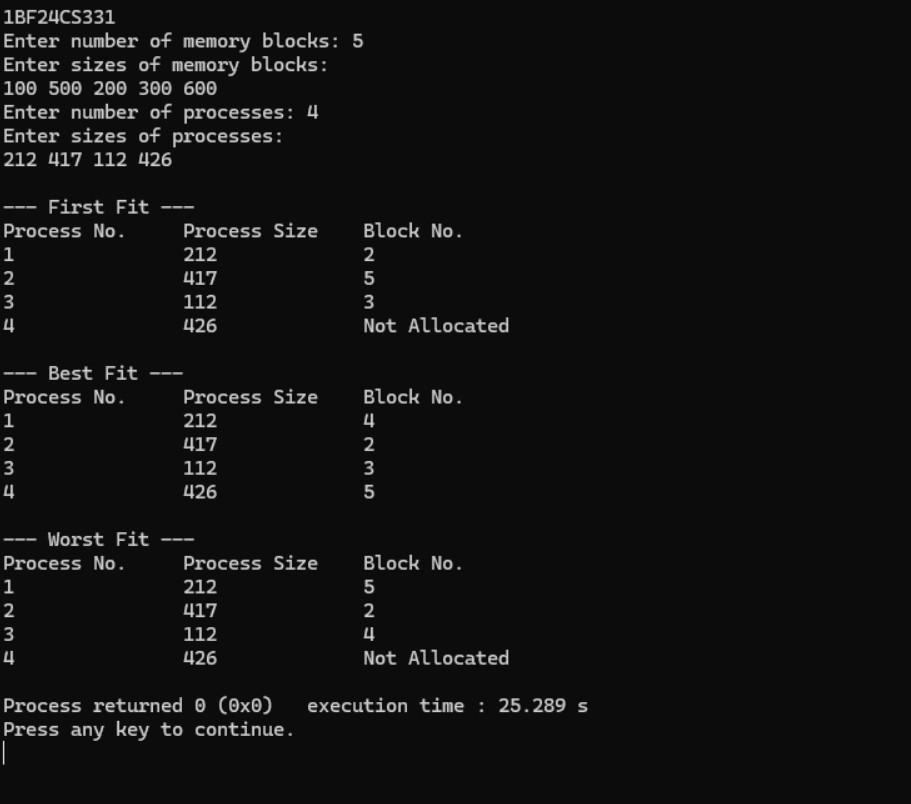 1BF24CS331
Enter number of memory blocks: 5
Enter sizes of memory blocks:
100 500 200 300 600
Enter number of processes: 4
Enter sizes of processes:
212 417 112 426
--- First Fit ---
Process No.     Process Size    Block No.
1               212             2
2               417             5
3               112             3
4               426             Not Allocated
--- Best Fit ---
Process No.     Process Size    Block No.
1               212             4
2               417             2
3               112             3
4               426             5
--- Worst Fit ---
Process No.     Process Size    Block No.
1               212             5
2               417             2
3               112             4
4               426             Not Allocated
Process returned 0 (0x0)   execution time : 25.289 s
Press any key to continue.